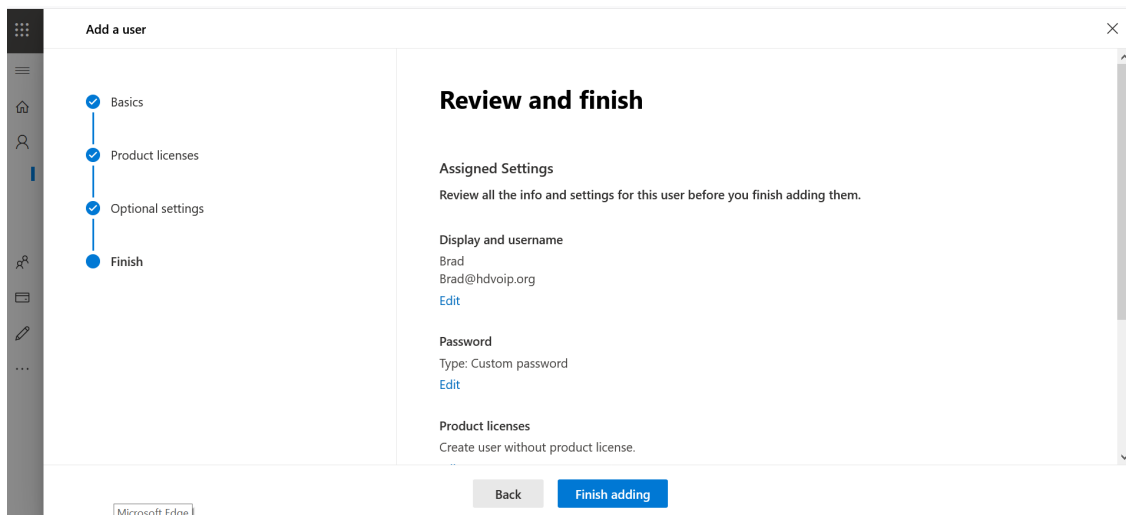 Add a user
Basics
Product licenses
Optional settings
Finish
Review and finish
Assigned Settings
Review all the info and settings for this user before you finish adding them.
Display and username
Brad
Brad@hdvoip.org
Edit
Password
Type: Custom password
Edit
Product licenses
Create user without product license.
Back
Finish adding
Microsoft Edge